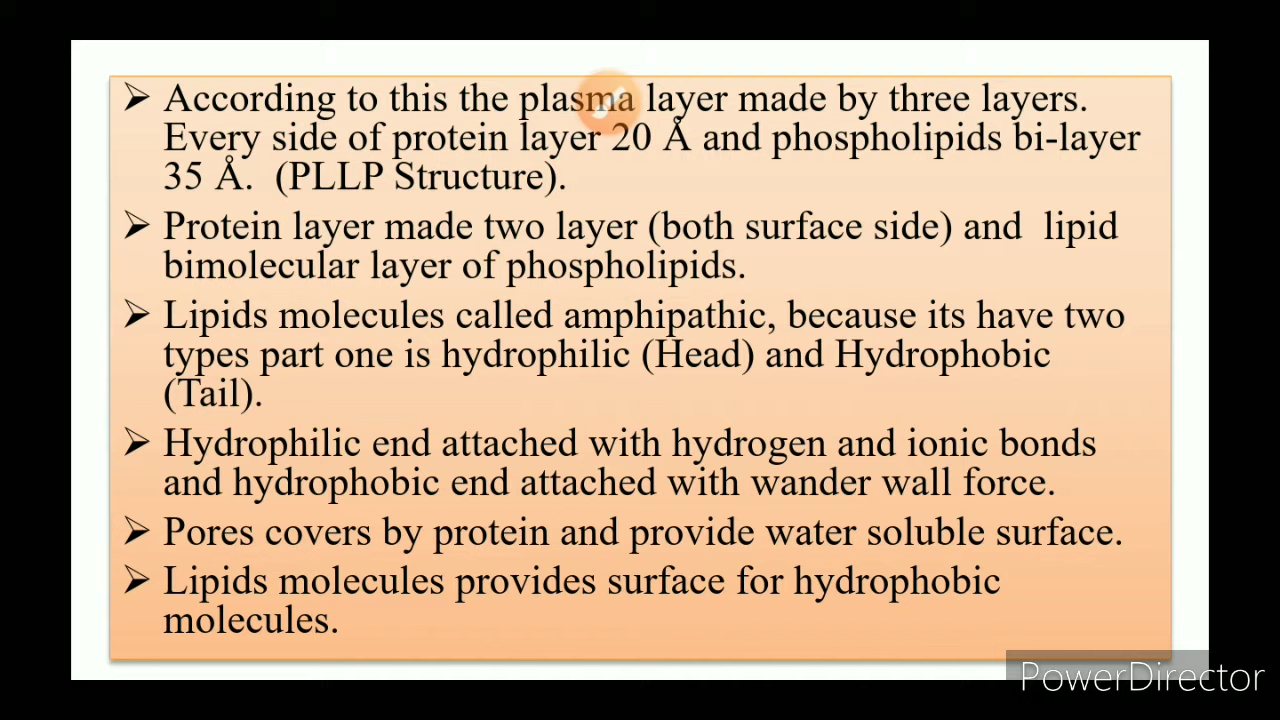 ➢ According to this the plasma layer made by three layers.
Every side of protein layer 20 Å and phospholipids bi-layer
35 Å.  (PLLP Structure).
➢ Protein layer made two layer (both surface side) and  lipid
bimolecular layer of phospholipids.
➢ Lipids molecules called amphipathic, because its have two
types part one is hydrophilic (Head) and Hydrophobic
(Tail).
➢ Hydrophilic end attached with hydrogen and ionic bonds
and hydrophobic end attached with wander wall force.
➢ Pores covers by protein and provide water soluble surface.
➢ Lipids molecules provides surface for hydrophobic
molecules.
PowerDirector